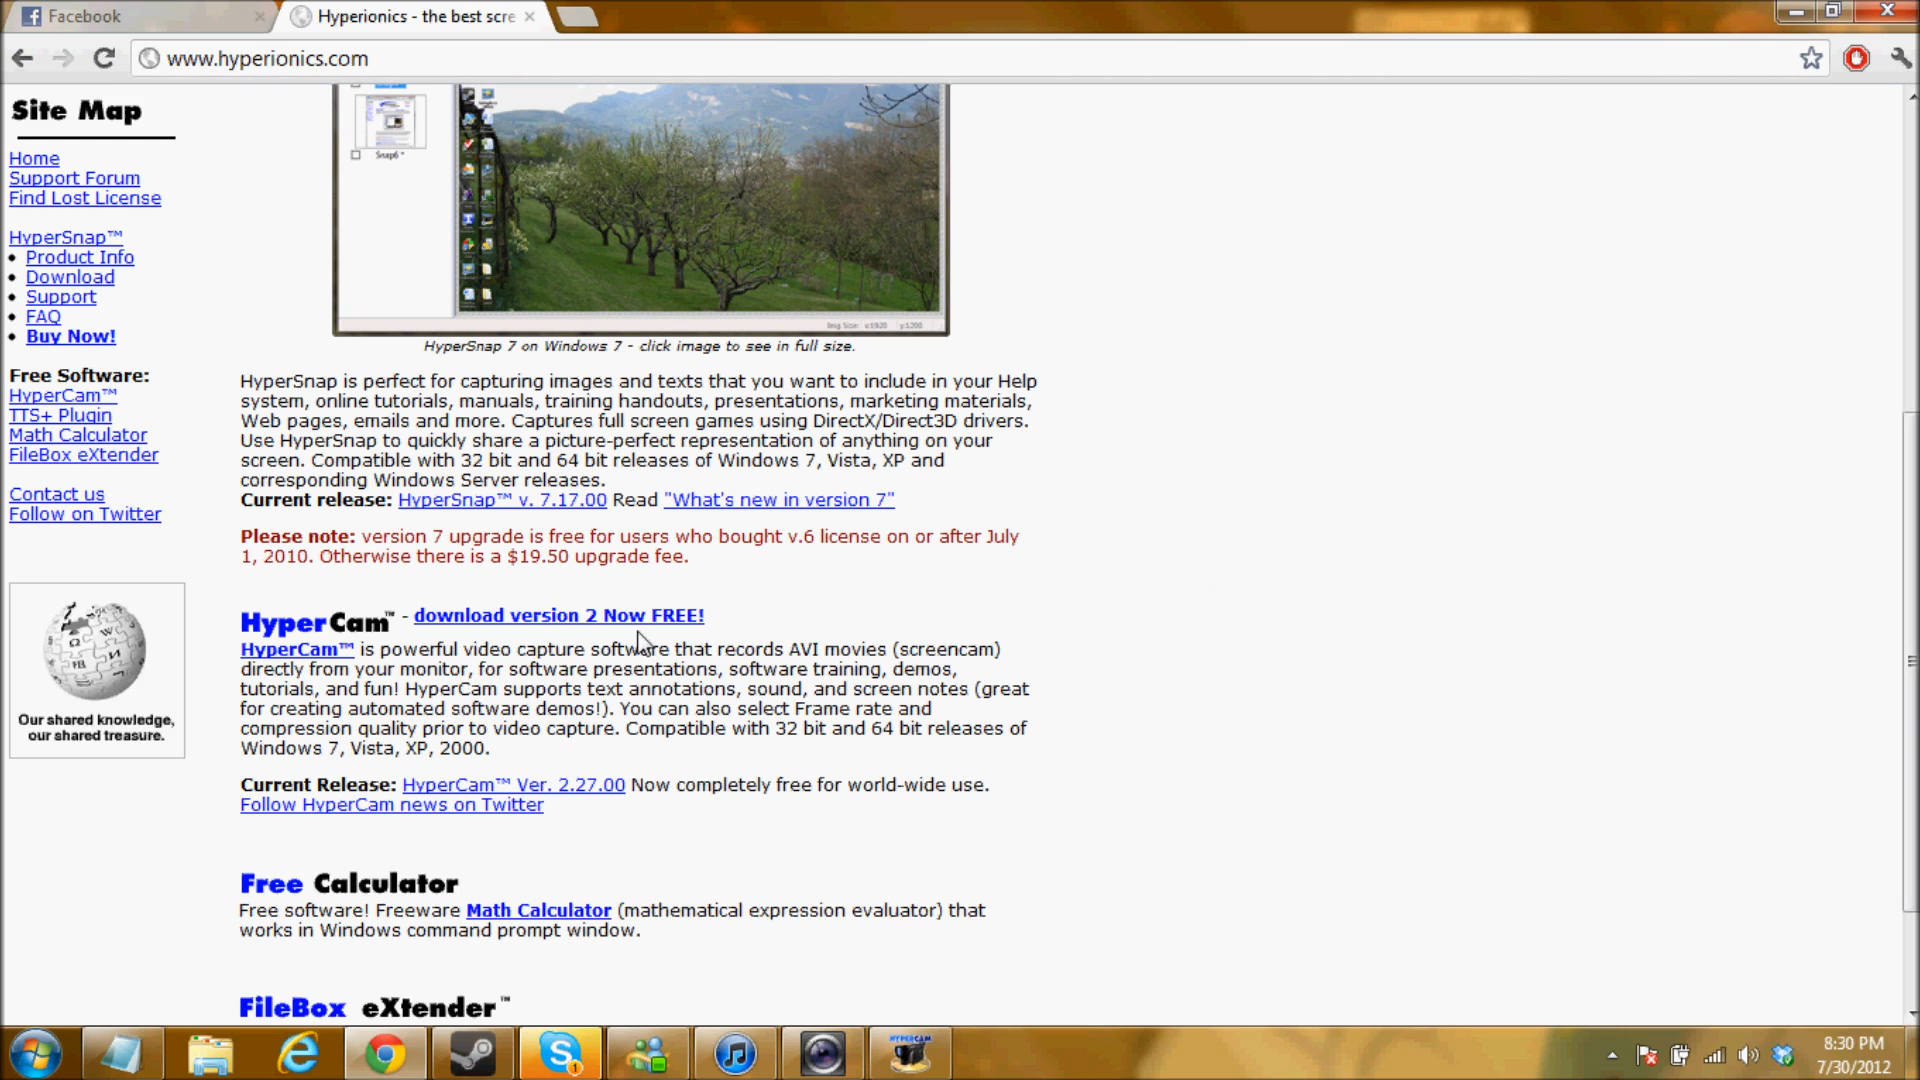 Facebook
Hyperionics - the best scre
www.hyperionics.com
Site Map
Home
Support Forum
Find Lost License
HyperSnap™
Product Info
Download
Support
FAQ
Buy Now!
Free Software:
HyperCam™
TTS+ Plugin
Math Calculator
FileBox eXtender
Contact us
Follow on Twitter
Our shared knowledge,
our shared treasure.
Snap6 *
HyperSnap 7 on Windows 7 - click image to see in full size.
HyperSnap is perfect for capturing images and texts that you want to include in your Help
system, online tutorials, manuals, training handouts, presentations, marketing materials,
Web pages, emails and more. Captures full screen games using DirectX/Direct3D drivers.
Use HyperSnap to quickly share a picture-perfect representation of anything on your
screen. Compatible with 32 bit and 64 bit releases of Windows 7, Vista, XP and
corresponding Windows Server releases.
Current release: HyperSnap™ v. 7.17.00 Read "What's new in version 7"
Please note: version 7 upgrade is free for users who bought v.6 license on or after July
1, 2010. Otherwise there is a $19.50 upgrade fee.
HyperCam™ - download version 2 Now FREE!
HyperCam™ is powerful video capture software that records AVI movies (screencam)
directly from your monitor, for software presentations, software training, demos,
tutorials, and fun! HyperCam supports text annotations, sound, and screen notes (great
for creating automated software demos!). You can also select Frame rate and
compression quality prior to video capture. Compatible with 32 bit and 64 bit releases of
Windows 7, Vista, XP, 2000.
Current Release: HyperCam™ Ver. 2.27.00 Now completely free for world-wide use.
Follow HyperCam news on Twitter
Free Calculator
Free software! Freeware Math Calculator (mathematical expression evaluator) that
works in Windows command prompt window.
FileBox eXtender™
HYPERCAM
8:30 PM
7/30/2012